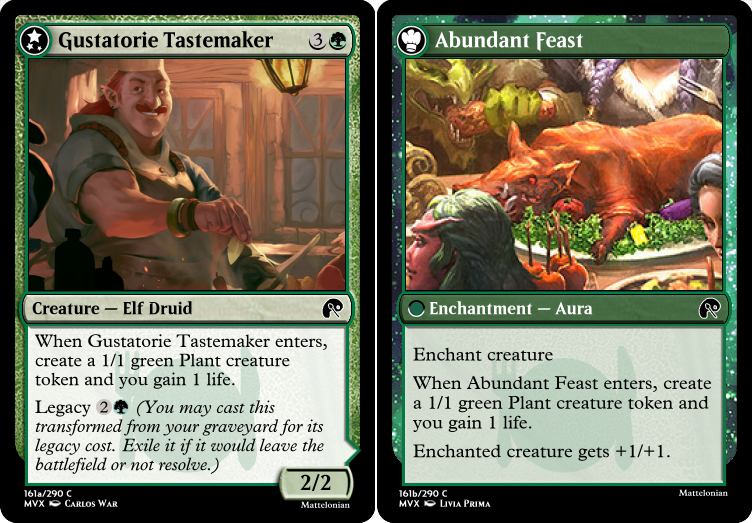 Gustatorie Tastemaker 3
Creature — Elf Druid
When Gustatorie Tastemaker enters,
create a 1/1 green Plant creature
token and you gain 1 life.
Legacy 2 (You may cast this
transformed from your graveyard for its
legacy cost. Exile it if it would leave the
battlefield or not resolve.)
2/2
161a/290 C
MVX Carlos War
Mattelonian
Abundant Feast
Enchantment — Aura
Enchant creature
When Abundant Feast enters, create
a 1/1 green Plant creature token and
you gain 1 life.
Enchanted creature gets +1/+1.
161b/290 C
MVX Livia Prima
Mattelonian